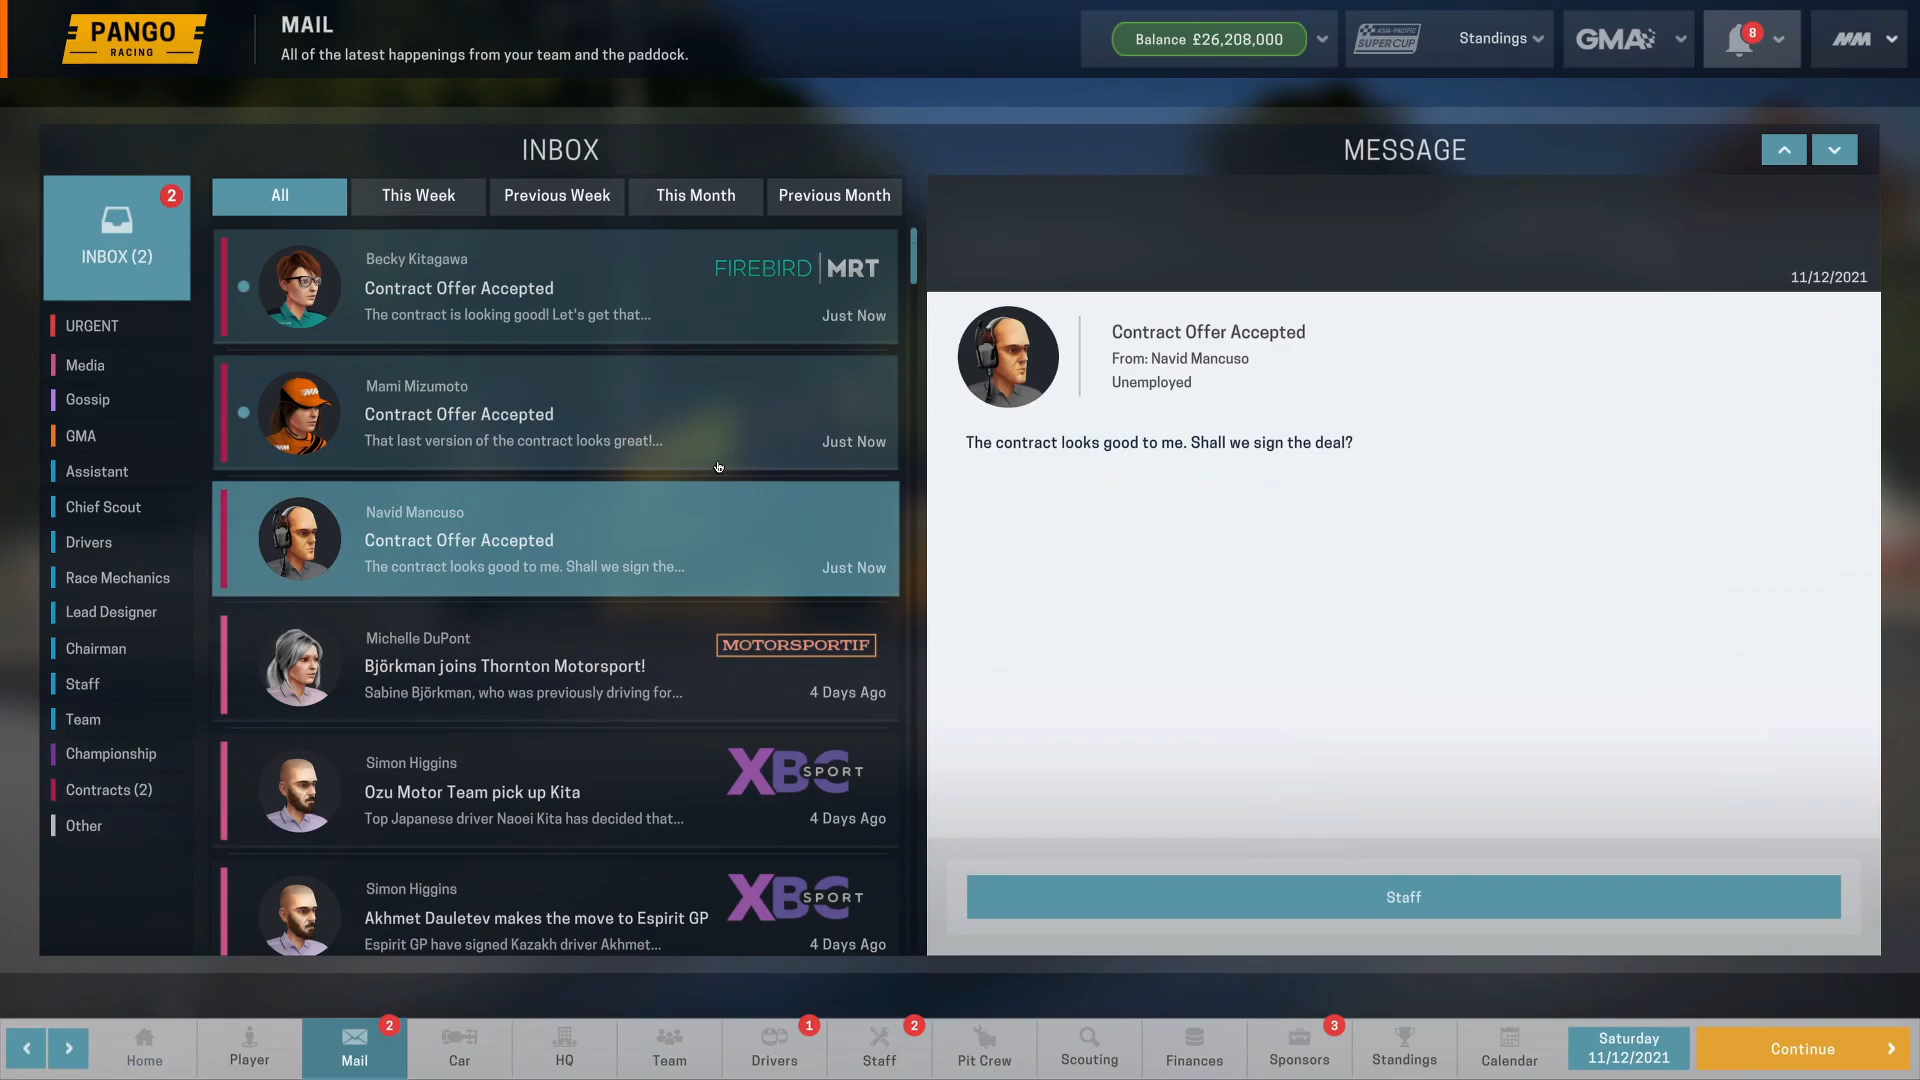 PANGO
RACING
MAIL
All of the latest happenings from your team and the paddock.
Balance £26,208,000
ASIA-PACIFIC
SUPERCUP
Standings
GMA
8
MM
INBOX
MESSAGE
2
INBOX (2)
URGENT
Media
Gossip
GMA
Assistant
Chief Scout
Drivers
Race Mechanics
Lead Designer
Chairman
Staff
Team
Championship
Contracts (2)
Other
All
This Week
Previous Week
This Month
Previous Month
Becky Kitagawa
Contract Offer Accepted
The contract is looking good! Let's get that...
FIREBIRD | MRT
Just Now
Mami Mizumoto
Contract Offer Accepted
That last version of the contract looks great!...
Just Now
Navid Mancuso
Contract Offer Accepted
The contract looks good to me. Shall we sign the...
Just Now
Michelle DuPont
Björkman joins Thornton Motorsport!
Sabine Björkman, who was previously driving for...
MOTORSPORTIF
4 Days Ago
Simon Higgins
Ozu Motor Team pick up Kita
Top Japanese driver Naoei Kita has decided that...
XBC SPORT
4 Days Ago
Simon Higgins
Akhmet Dauletev makes the move to Espirit GP
Espirit GP have signed Kazakh driver Akhmet...
XBC SPORT
4 Days Ago
11/12/2021
Contract Offer Accepted
From: Navid Mancuso
Unemployed
The contract looks good to me. Shall we sign the deal?
Staff
Home
Player
Mail
2
Car
HQ
Team
Drivers
1
Staff
2
Pit Crew
Scouting
Finances
Sponsors
3
Standings
Calendar
Saturday
11/12/2021
Continue